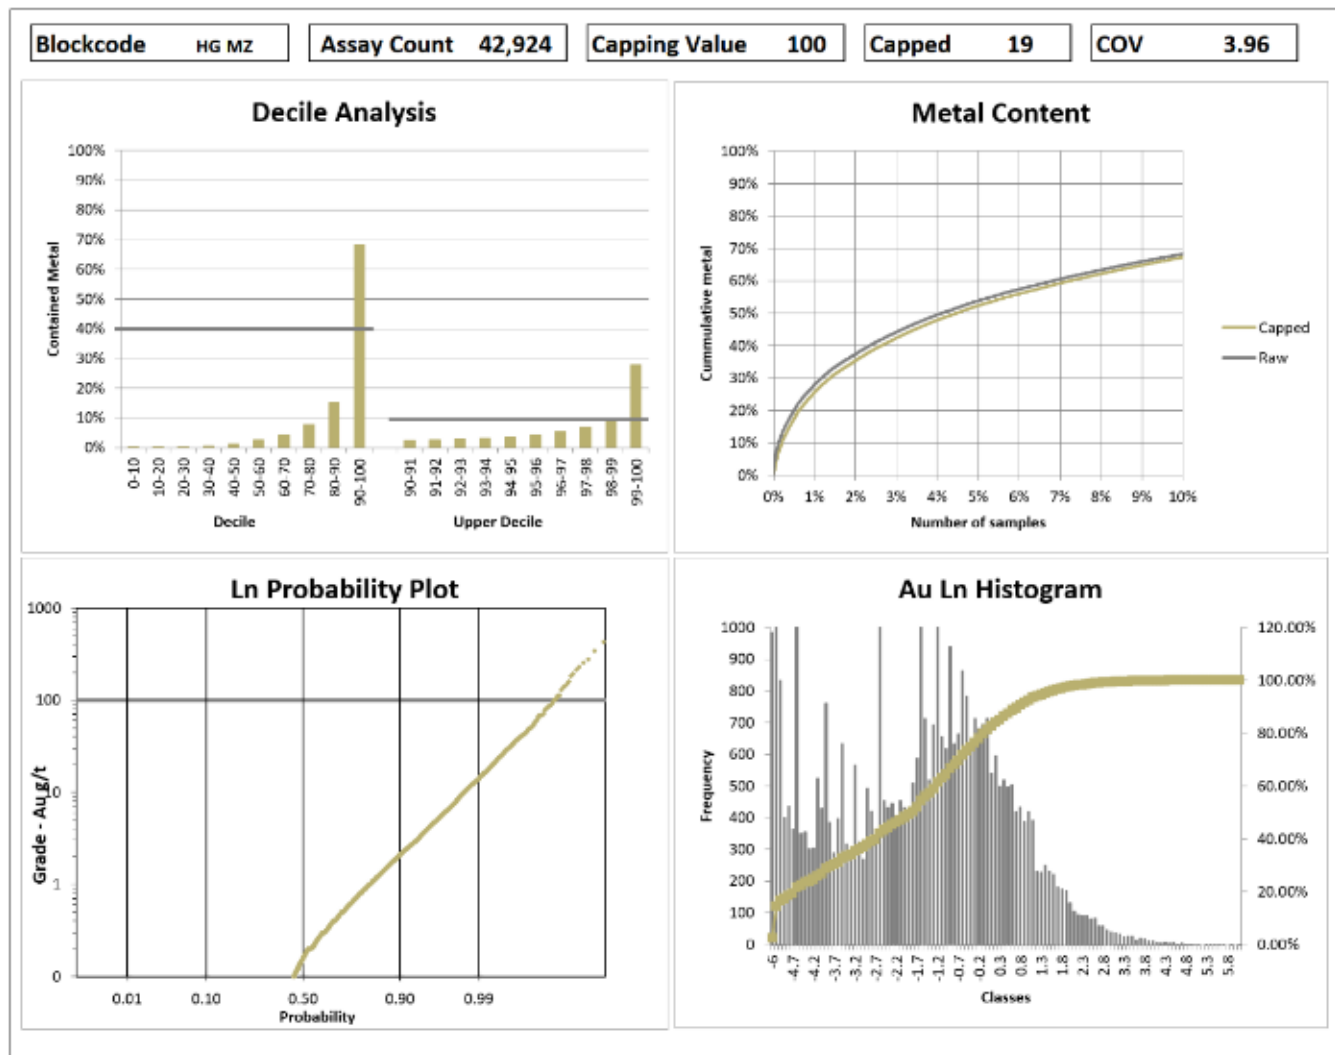 Blockcode HG MZ Assay Count 42,924 Capping Value 100 Capped 19 COV 3.96
Decile Analysis
Contained Metal
100%
90%
80%
70%
60%
50%
40%
30%
20%
10%
0%
0-10 10-20 20-30 30-40 40-50 50-60 60-70 70-80 80-90 90-100 90-91 91-92 92-93 93-94 94-95 95-96 96-97 97-98 98-99 99-100
Decile Upper Decile
Metal Content
Cummulative metal
100%
90%
80%
70%
60%
50%
40%
30%
20%
10%
0%
0% 1% 2% 3% 4% 5% 6% 7% 8% 9% 10%
Number of samples
Capped
Raw
Ln Probability Plot
Grade - Au g/t
1000
100
10
1
0
0.01 0.10 0.50 0.90 0.99
Probability
Au Ln Histogram
Frequency
1000
900
800
700
600
500
400
300
200
100
0
120.00%
100.00%
80.00%
60.00%
40.00%
20.00%
0.00%
-6 -4.7 -4.2 -3.7 -3.2 -2.7 -2.2 -1.7 -1.2 -0.7 -0.2 0.3 0.8 1.3 1.8 2.3 2.8 3.3 3.8 4.3 4.8 5.3 5.8
Classes